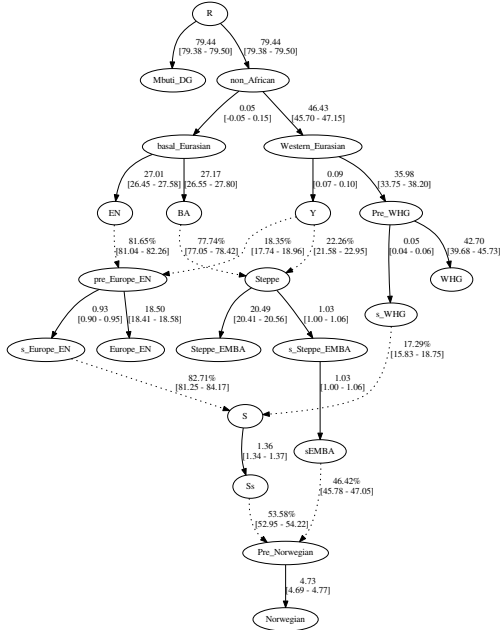 R
79.44
[79.38 - 79.50]
79.44
[79.38 - 79.50]
Mbuti_DG
non_African
0.05
[-0.05 - 0.15]
46.43
[45.70 - 47.15]
basal_Eurasian
Western_Eurasian
27.01
[26.45 - 27.58]
27.17
[26.55 - 27.80]
0.09
[0.07 - 0.10]
35.98
[33.75 - 38.20]
EN
BA
Y
Pre_WHG
81.65%
[81.04 - 82.26]
77.74%
[77.05 - 78.42]
18.35%
[17.74 - 18.96]
22.26%
[21.58 - 22.95]
0.05
[0.04 - 0.06]
42.70
[39.68 - 45.73]
pre_Europe_EN
Steppe
WHG
0.93
[0.90 - 0.95]
18.50
[18.41 - 18.58]
20.49
[20.41 - 20.56]
1.03
[1.00 - 1.06]
s_WHG
s_Europe_EN
Europe_EN
Steppe_EMBA
s_Steppe_EMBA
17.29%
[15.83 - 18.75]
82.71%
[81.25 - 84.17]
1.03
[1.00 - 1.06]
S
1.36
[1.34 - 1.37]
sEMBA
Ss
46.42%
[45.78 - 47.05]
53.58%
[52.95 - 54.22]
Pre_Norwegian
4.73
[4.69 - 4.77]
Norwegian